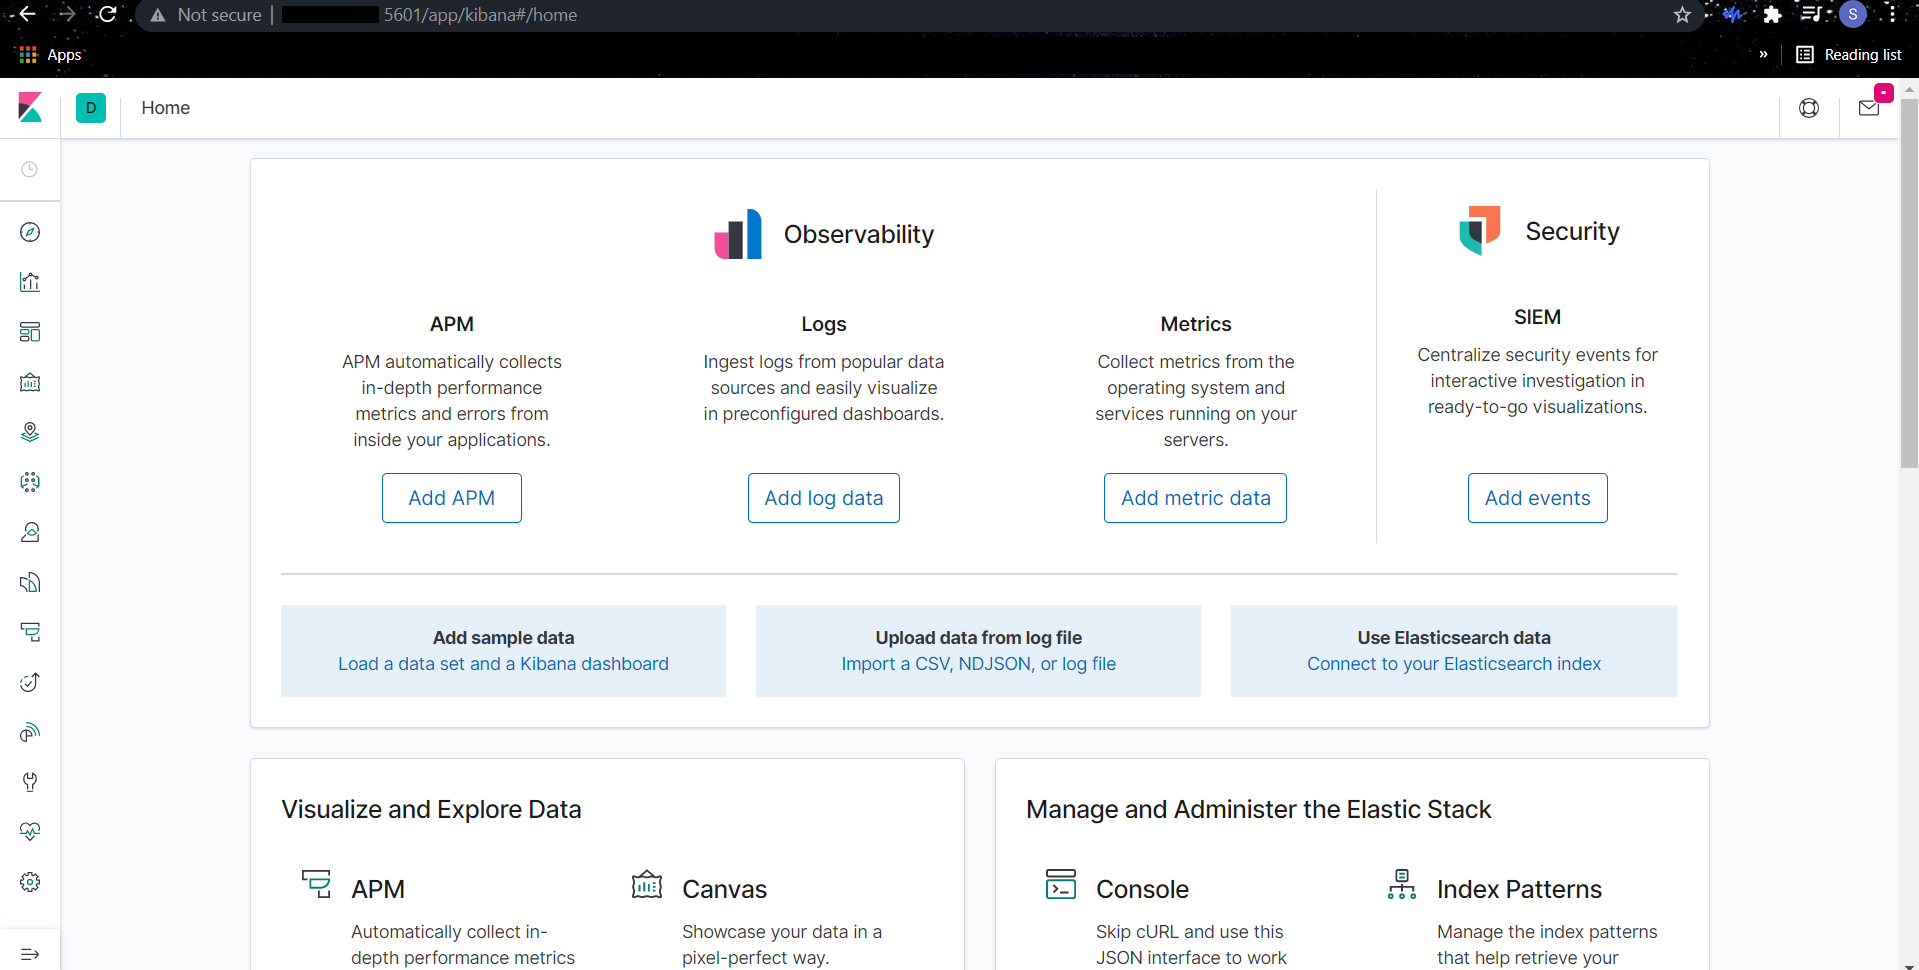 Not secure
5601/app/kibana#/home
S
Apps
»
Reading list
D
Home
Observability
Security
APM
APM automatically collects
in-depth performance
metrics and errors from
inside your applications.
Add APM
Logs
Ingest logs from popular data
sources and easily visualize
in preconfigured dashboards.
Add log data
Metrics
Collect metrics from the
operating system and
services running on your
servers.
Add metric data
SIEM
Centralize security events for
interactive investigation in
ready-to-go visualizations.
Add events
Add sample data
Load a data set and a Kibana dashboard
Upload data from log file
Import a CSV, NDJSON, or log file
Use Elasticsearch data
Connect to your Elasticsearch index
Visualize and Explore Data
APM
Automatically collect in-
depth performance metrics
Canvas
Showcase your data in a
pixel-perfect way.
Manage and Administer the Elastic Stack
Console
Skip cURL and use this
JSON interface to work
Index Patterns
Manage the index patterns
that help retrieve your